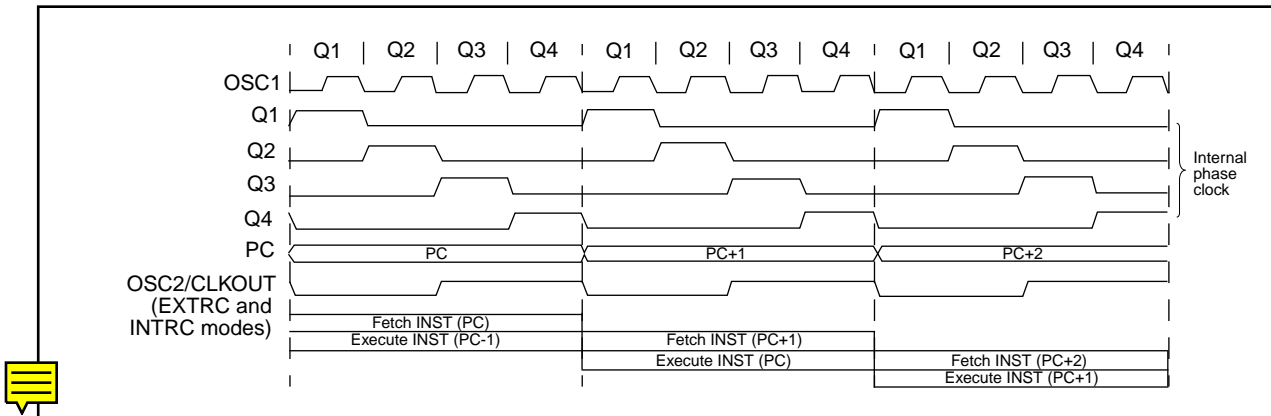 Q1 | Q2 | Q3 | Q4 Q1 | Q2 | Q3 | Q4 Q1 | Q2 | Q3 | Q4
OSC1
Q1
Q2
Internal
phase
clock
Q3
Q4
PC PC PC+1 PC+2
OSC2/CLKOUT
(EXTRC and
INTRC modes)
Fetch INST (PC)
Execute INST (PC-1) Fetch INST (PC+1)
Execute INST (PC) Fetch INST (PC+2)
Execute INST (PC+1)